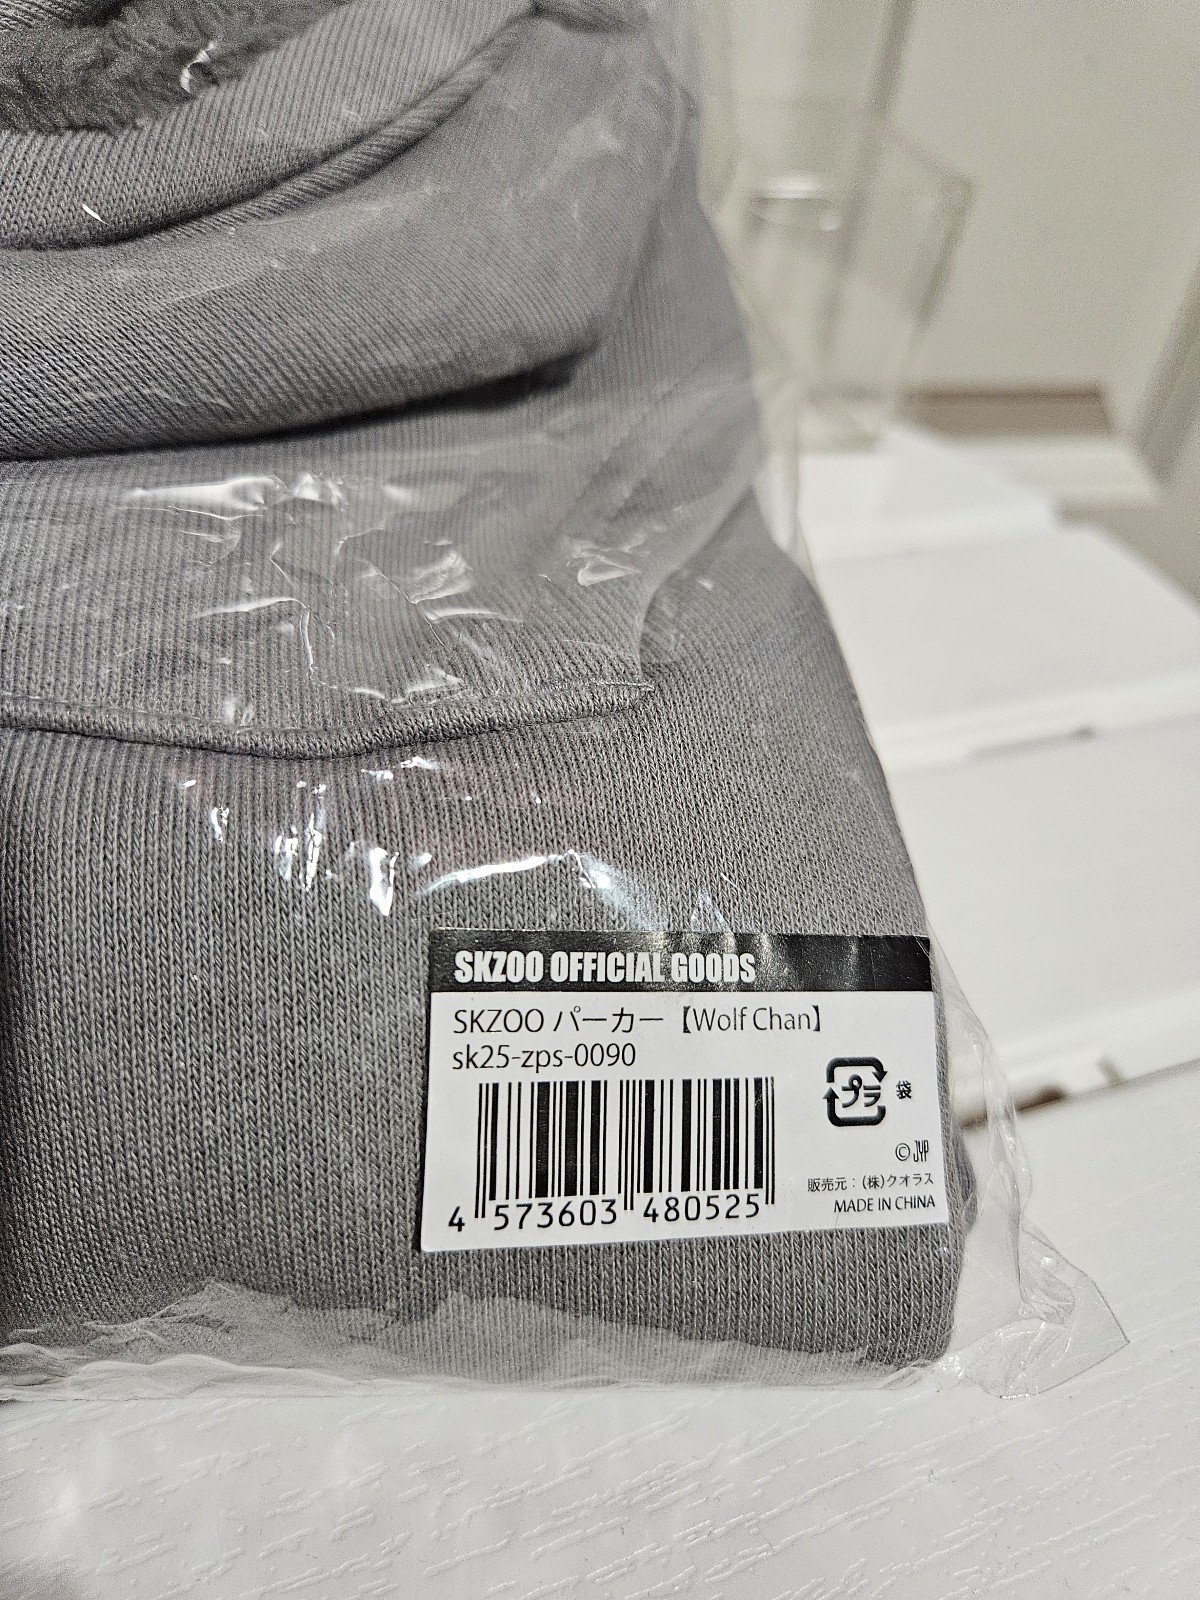 SKZOO OFFICIAL GOODS
SKZOO パーカー【Wolf Chan】
sk25-zps-0090
プラ 袋
©JYP
4 573603 480525
販売元：(株)クオラス
MADE IN CHINA